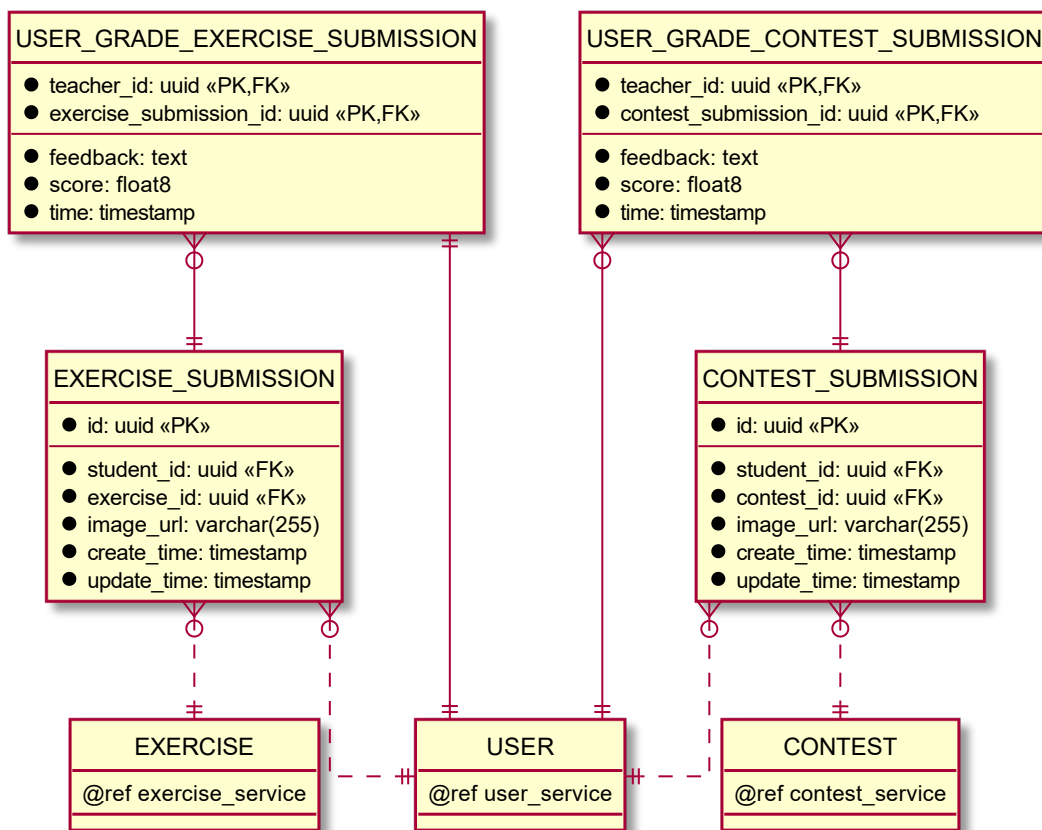 USER_GRADE_EXERCISE_SUBMISSION
teacher_id: uuid «PK,FK»
exercise_submission_id: uuid «PK,FK»
feedback: text
score: float8
time: timestamp
USER_GRADE_CONTEST_SUBMISSION
teacher_id: uuid «PK,FK»
contest_submission_id: uuid «PK,FK»
feedback: text
score: float8
time: timestamp
EXERCISE_SUBMISSION
id: uuid «PK»
student_id: uuid «FK»
exercise_id: uuid «FK»
image_url: varchar(255)
create_time: timestamp
update_time: timestamp
CONTEST_SUBMISSION
id: uuid «PK»
student_id: uuid «FK»
contest_id: uuid «FK»
image_url: varchar(255)
create_time: timestamp
update_time: timestamp
EXERCISE
@ref exercise_service
USER
@ref user_service
CONTEST
@ref contest_service